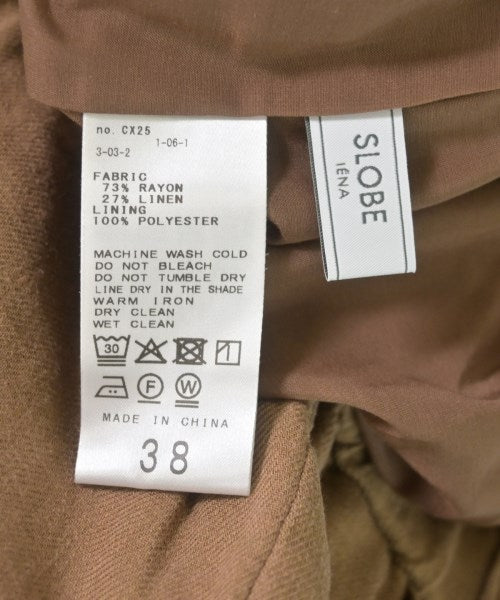 no. CX25
1-06-1
3-03-2
FABRIC
73% RAYON
27% LINEN
LINING
100% POLYESTER
MACHINE WASH COLD
DO NOT BLEACH
DO NOT TUMBLE DRY
LINE DRY IN THE SHADE
WARM IRON
DRY CLEAN
WET CLEAN
30
F
W
MADE IN CHINA
38
SLOBE
IÉNA